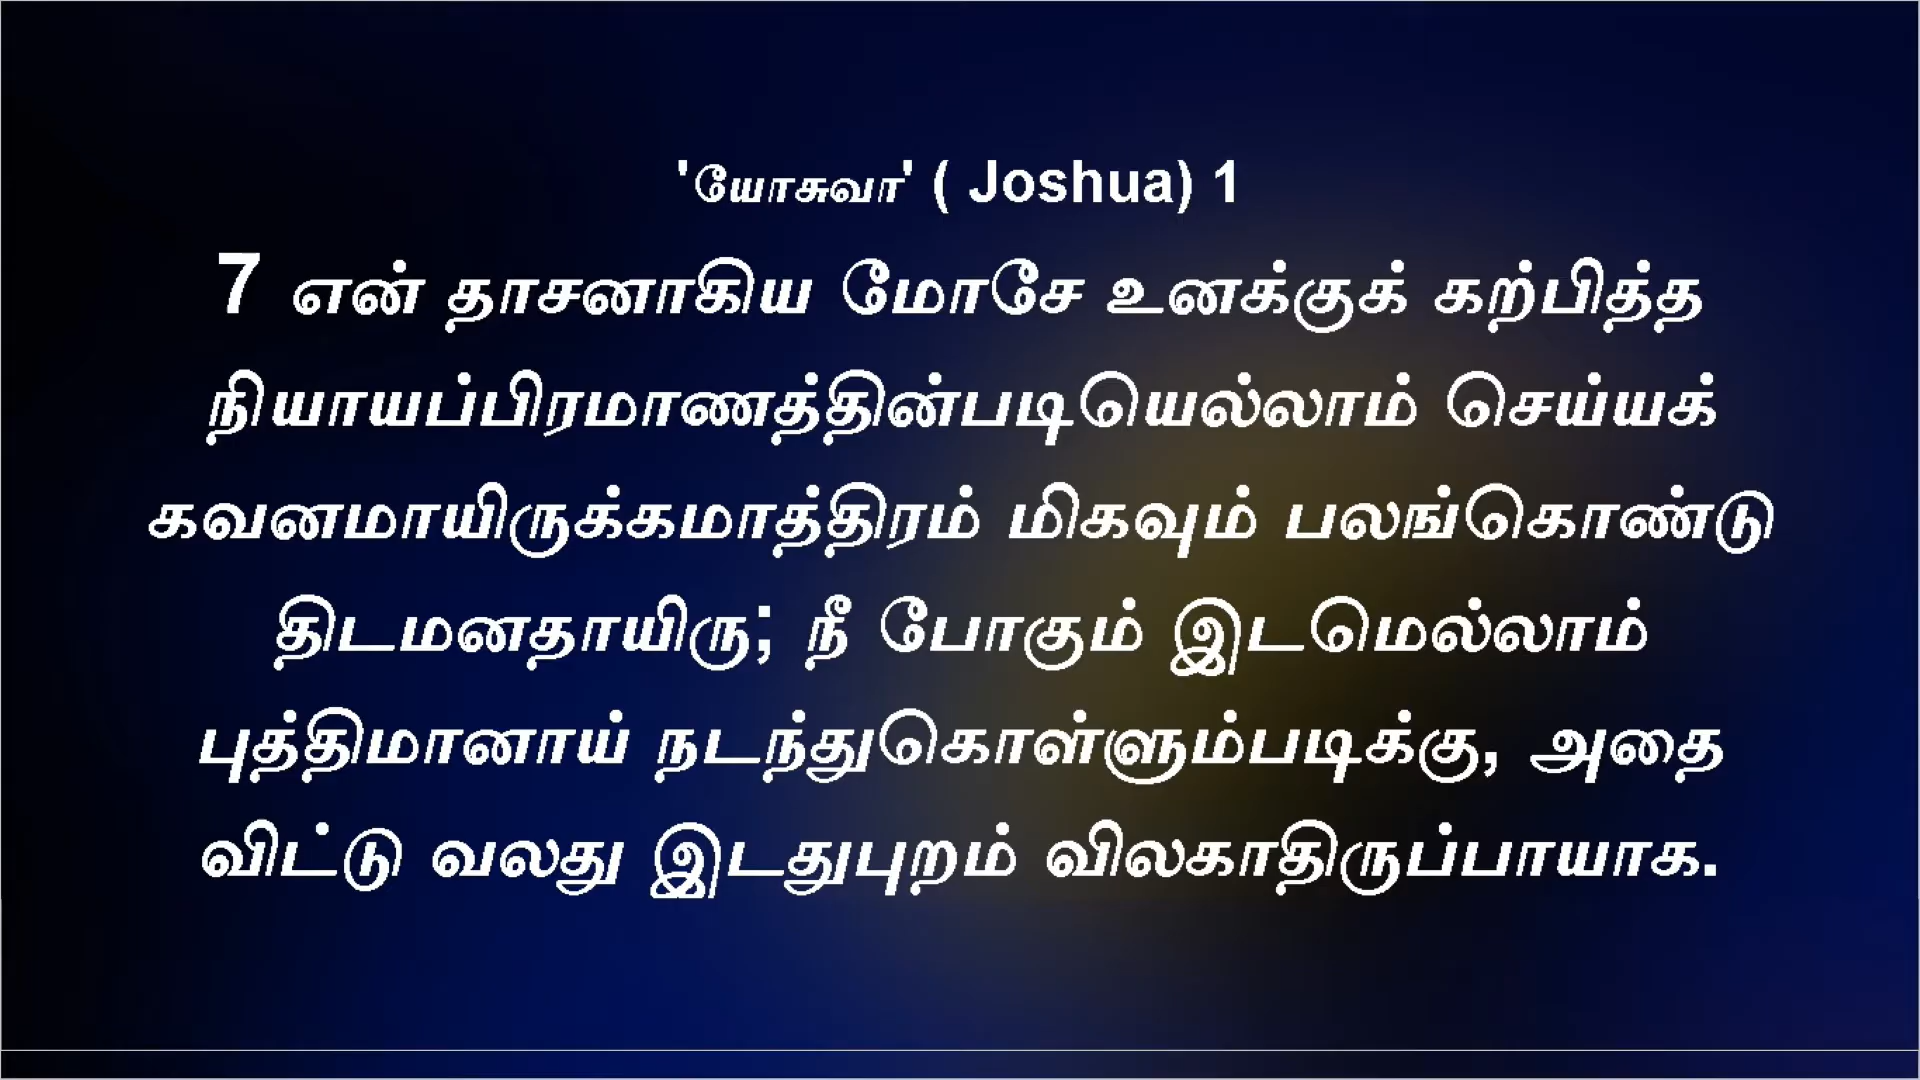 'யோசுவா' ( Joshua) 1
7 என் தாசனாகிய மோசே உனக்குக் கற்பித்த
நியாயப்பிரமாணத்தின்படியெல்லாம் செய்யக்
கவனமாயிருக்கமாத்திரம் மிகவும் பலங்கொண்டு
திடமனதாயிரு; நீ போகும் இடமெல்லாம்
புத்திமானாய் நடந்துகொள்ளும்படிக்கு, அதை
விட்டு வலது இடதுபுறம் விலகாதிருப்பாயாக.